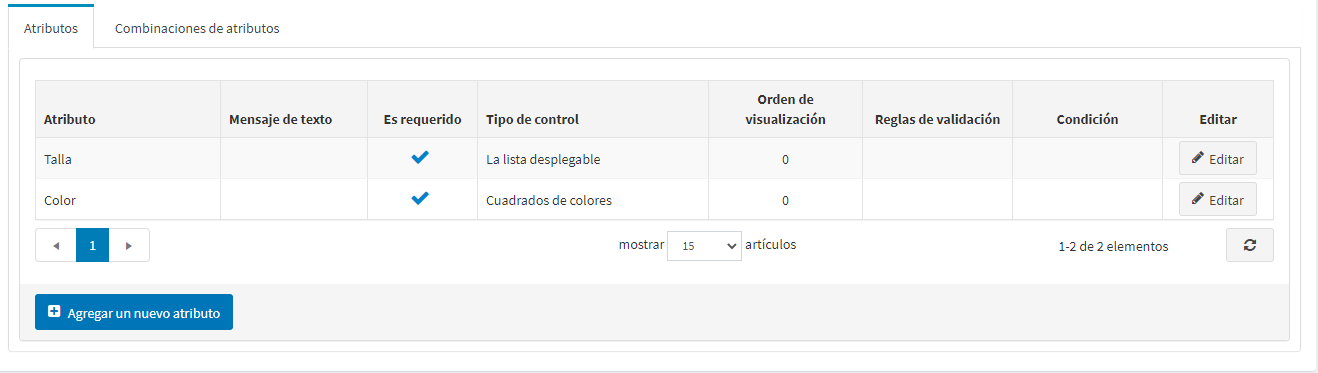 Atributos Combinaciones de atributos
Atributo Mensaje de texto Es requerido Tipo de control Orden de visualización Reglas de validación Condición Editar
Talla La lista desplegable 0 Editar
Color Cuadrados de colores 0 Editar
1 mostrar 15 artículos 1-2 de 2 elementos
Agregar un nuevo atributo